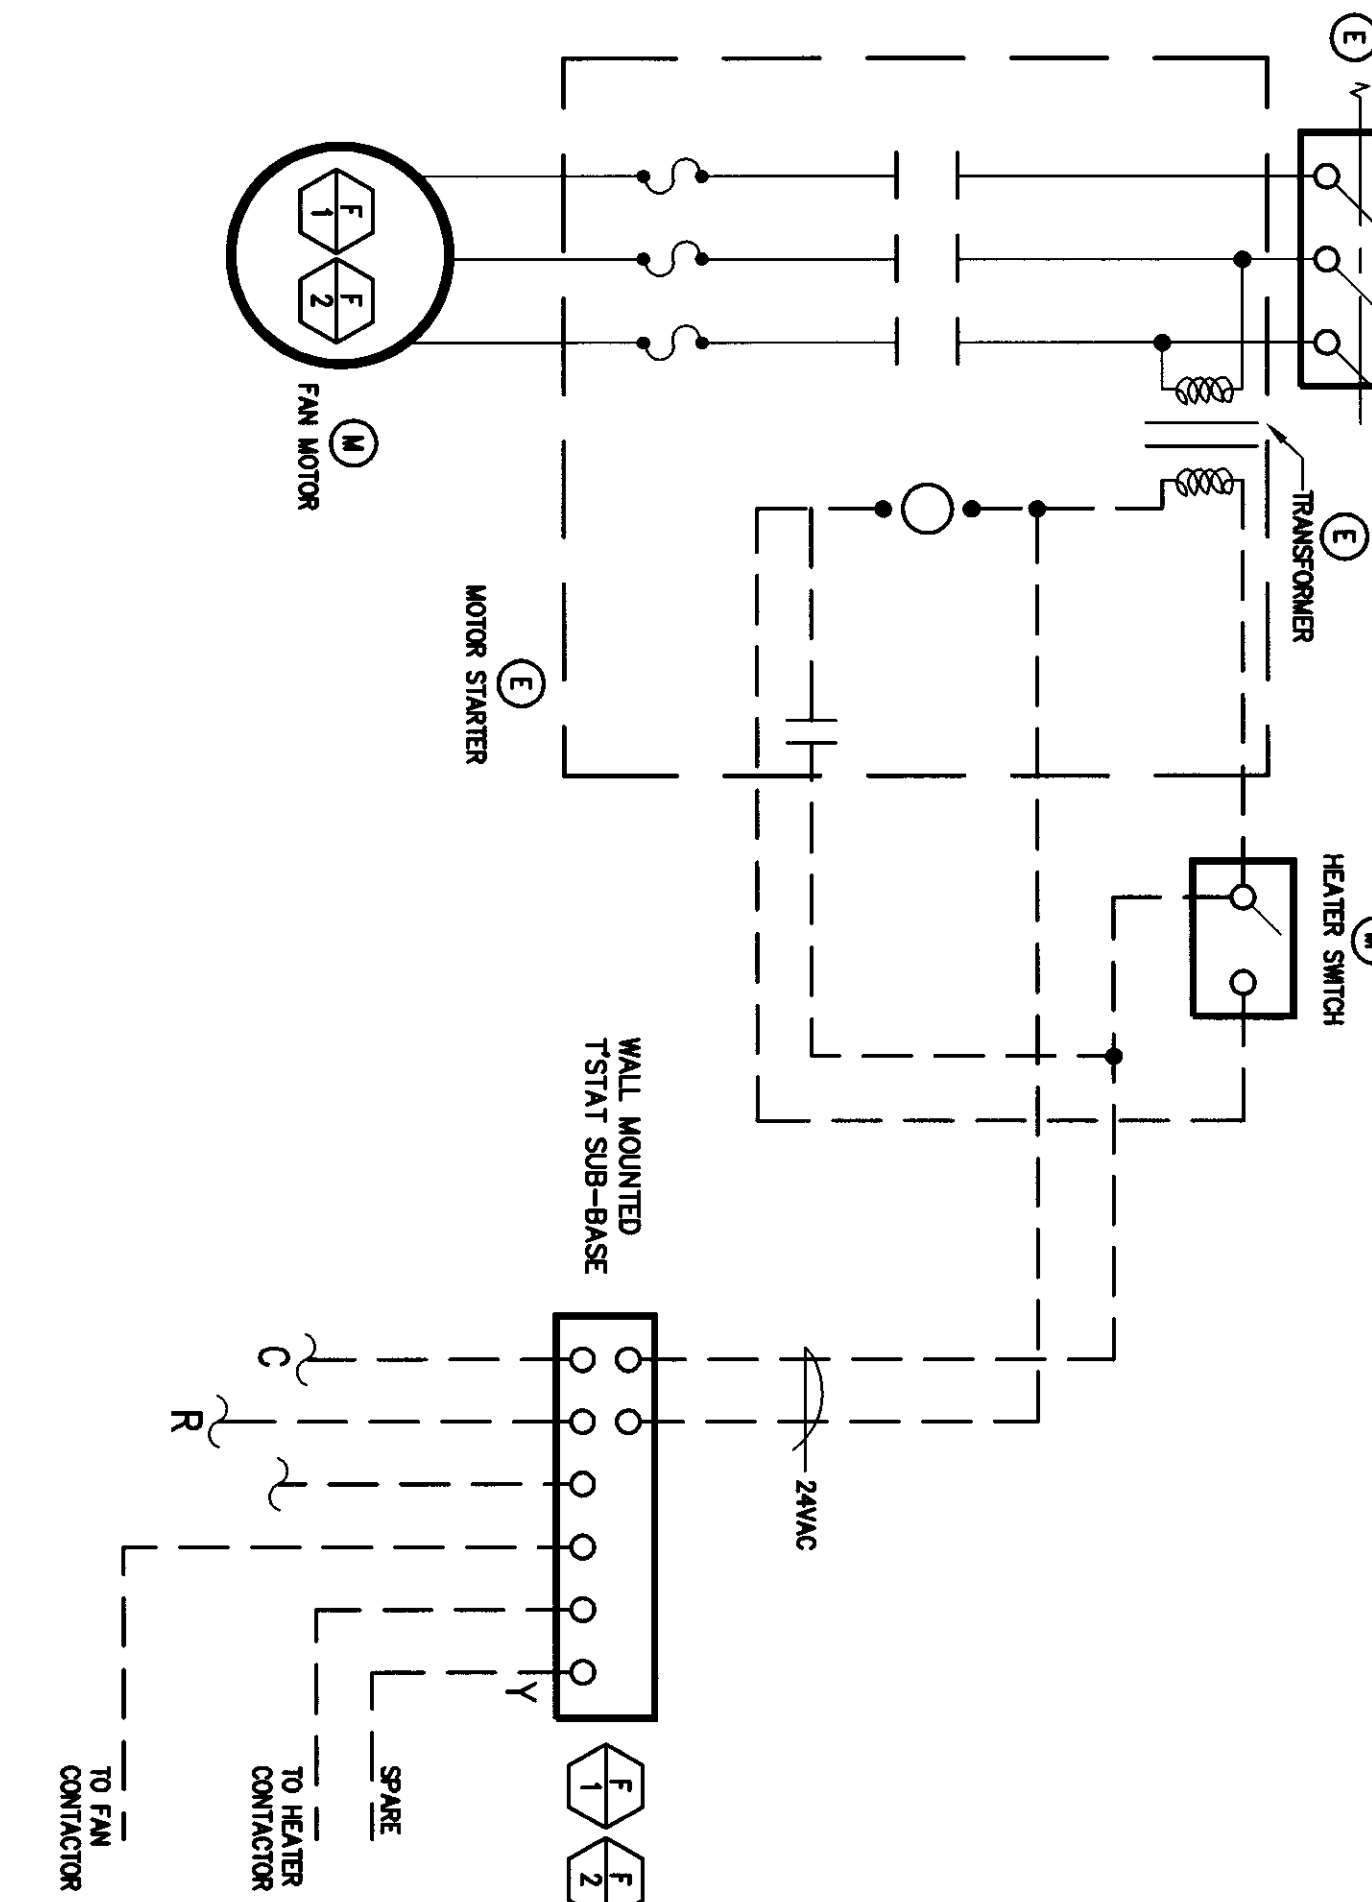 E
F
1
F
2
M
FAN MOTOR
E
TRANSFORMER
E
MOTOR STARTER
M
HEATER SWITCH
WALL MOUNTED
T'STAT SUB-BASE
24VAC
C
R
Y
SPARE
TO HEATER
CONTACTOR
TO FAN
CONTACTOR
F
1
F
2